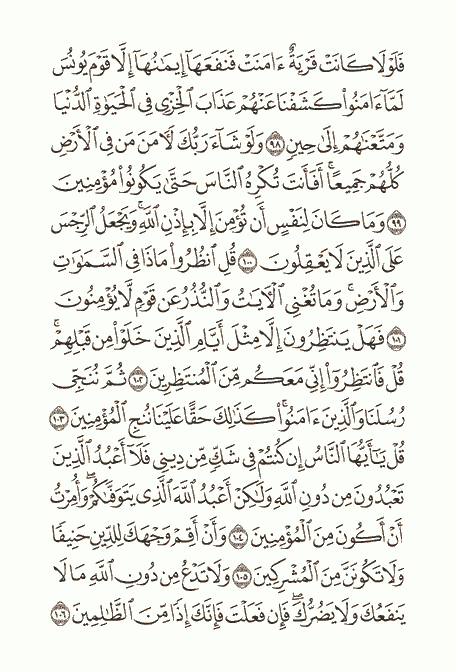 فَلَوْلَا كَانَتْ قَرْيَةٌ ءَامَنَتْ فَنَفَعَهَآ إِيمَٰنُهَآ إِلَّا قَوْمَ يُونُسَ
لَمَّآ ءَامَنُوا۟ كَشَفْنَا عَنْهُمْ عَذَابَ ٱلْخِزْىِ فِى ٱلْحَيَوٰةِ ٱلدُّنْيَا
وَمَتَّعْنَٰهُمْ إِلَىٰ حِينٍ ٩٨ وَلَوْ شَآءَ رَبُّكَ لَءَامَنَ مَن فِى ٱلْأَرْضِ
كُلُّهُمْ جَمِيعًا ۚ أَفَأَنتَ تُكْرِهُ ٱلنَّاسَ حَتَّىٰ يَكُونُوا۟ مُؤْمِنِينَ
٩٩ وَمَا كَانَ لِنَفْسٍ أَن تُؤْمِنَ إِلَّا بِإِذْنِ ٱللَّهِ ۚ وَيَجْعَلُ ٱلرِّجْسَ
عَلَى ٱلَّذِينَ لَا يَعْقِلُونَ ١٠٠ قُلِ ٱنظُرُوا۟ مَاذَا فِى ٱلسَّمَٰوَٰتِ
وَٱلْأَرْضِ ۚ وَمَا تُغْنِى ٱلْءَايَٰتُ وَٱلنُّذُرُ عَن قَوْمٍ لَّا يُؤْمِنُونَ
١٠١ فَهَلْ يَنتَظِرُونَ إِلَّا مِثْلَ أَيَّامِ ٱلَّذِينَ خَلَوْا۟ مِن قَبْلِهِمْ ۚ
قُلْ فَٱنتَظِرُوٓا۟ إِنِّى مَعَكُم مِّنَ ٱلْمُنتَظِرِينَ ١٠٢ ثُمَّ نُنَجِّى
رُسُلَنَا وَٱلَّذِينَ ءَامَنُوا۟ ۚ كَذَٰلِكَ حَقًّا عَلَيْنَا نُنجِ ٱلْمُؤْمِنِينَ ١٠٣
قُلْ يَٰٓأَيُّهَا ٱلنَّاسُ إِن كُنتُمْ فِى شَكٍّ مِّن دِينِى فَلَآ أَعْبُدُ ٱلَّذِينَ
تَعْبُدُونَ مِن دُونِ ٱللَّهِ وَلَٰكِنْ أَعْبُدُ ٱللَّهَ ٱلَّذِى يَتَوَفَّىٰكُمْ ۖ وَأُمِرْتُ
أَنْ أَكُونَ مِنَ ٱلْمُؤْمِنِينَ ١٠٤ وَأَنْ أَقِمْ وَجْهَكَ لِلدِّينِ حَنِيفًا
وَلَا تَكُونَنَّ مِنَ ٱلْمُشْرِكِينَ ١٠٥ وَلَا تَدْعُ مِن دُونِ ٱللَّهِ مَا لَا
يَنفَعُكَ وَلَا يَضُرُّكَ ۖ فَإِن فَعَلْتَ فَإِنَّكَ إِذًا مِّنَ ٱلظَّٰلِمِينَ ١٠٦